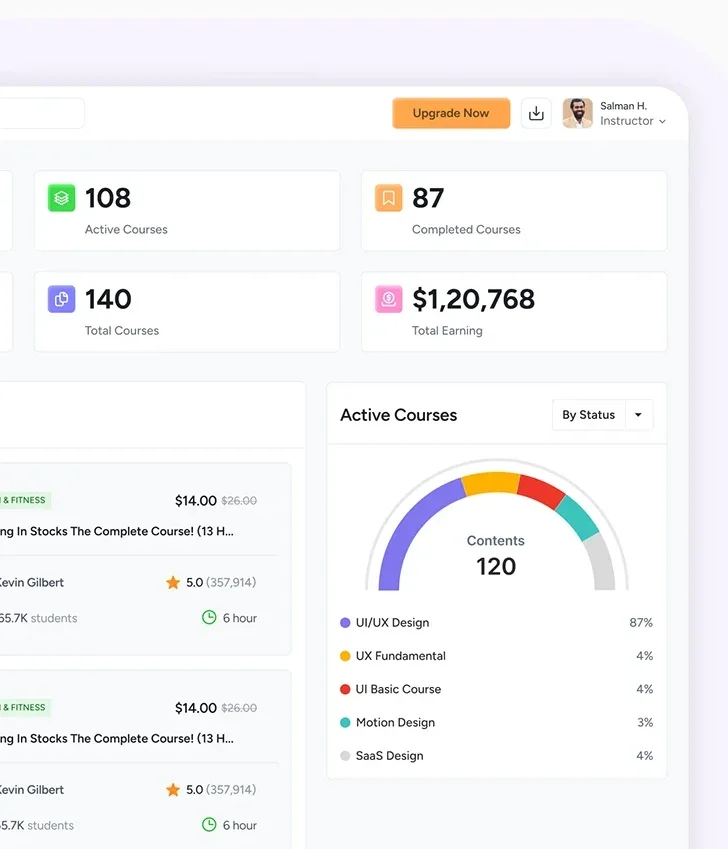 Upgrade Now
Salman H.
Instructor
108
Active Courses
87
Completed Courses
140
Total Courses
$1,20,768
Total Earning
& FITNESS
$14.00 $26.00
ng In Stocks The Complete Course! (13 H...
Kevin Gilbert
5.0 (357,914)
65.7K students
6 hour
& FITNESS
$14.00 $26.00
ng In Stocks The Complete Course! (13 H...
Kevin Gilbert
5.0 (357,914)
5.7K students
6 hour
Active Courses
By Status
Contents
120
UI/UX Design 87%
UX Fundamental 4%
UI Basic Course 4%
Motion Design 3%
SaaS Design 4%